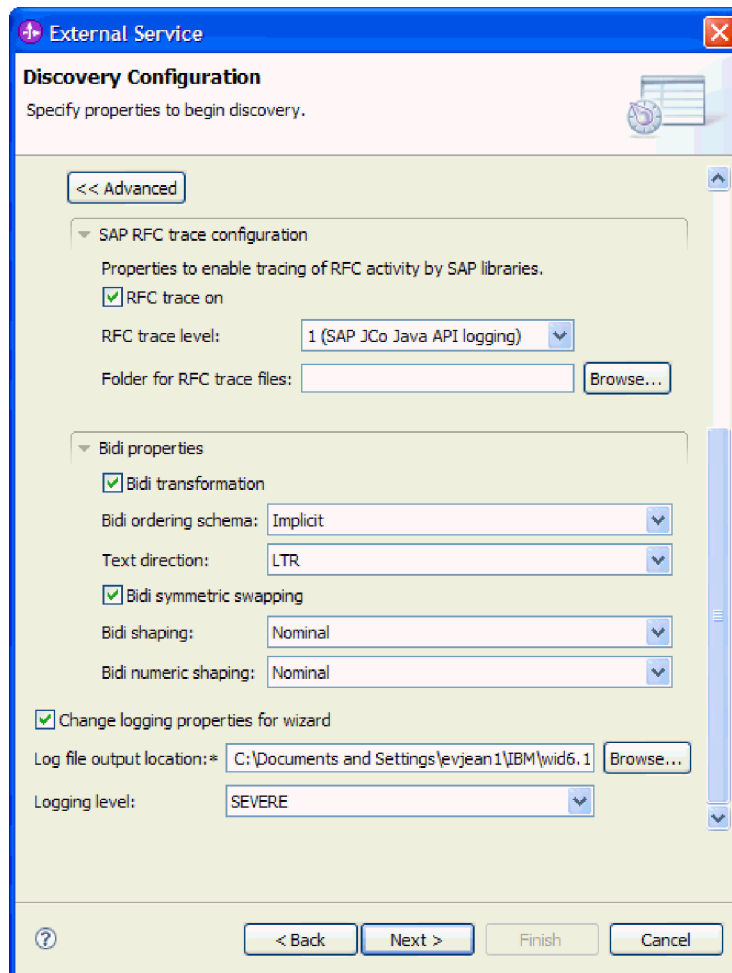 External Service
Discovery Configuration
Specify properties to begin discovery.
<< Advanced
SAP RFC trace configuration
Properties to enable tracing of RFC activity by SAP libraries.
RFC trace on
RFC trace level: 1 (SAP JCo Java API logging)
Folder for RFC trace files: Browse...
Bidi properties
Bidi transformation
Bidi ordering schema: Implicit
Text direction: LTR
Bidi symmetric swapping
Bidi shaping: Nominal
Bidi numeric shaping: Nominal
Change logging properties for wizard
Log file output location:* C:\Documents and Settings\evjean1\IBM\wid6.1 Browse...
Logging level: SEVERE
? < Back Next > Finish Cancel